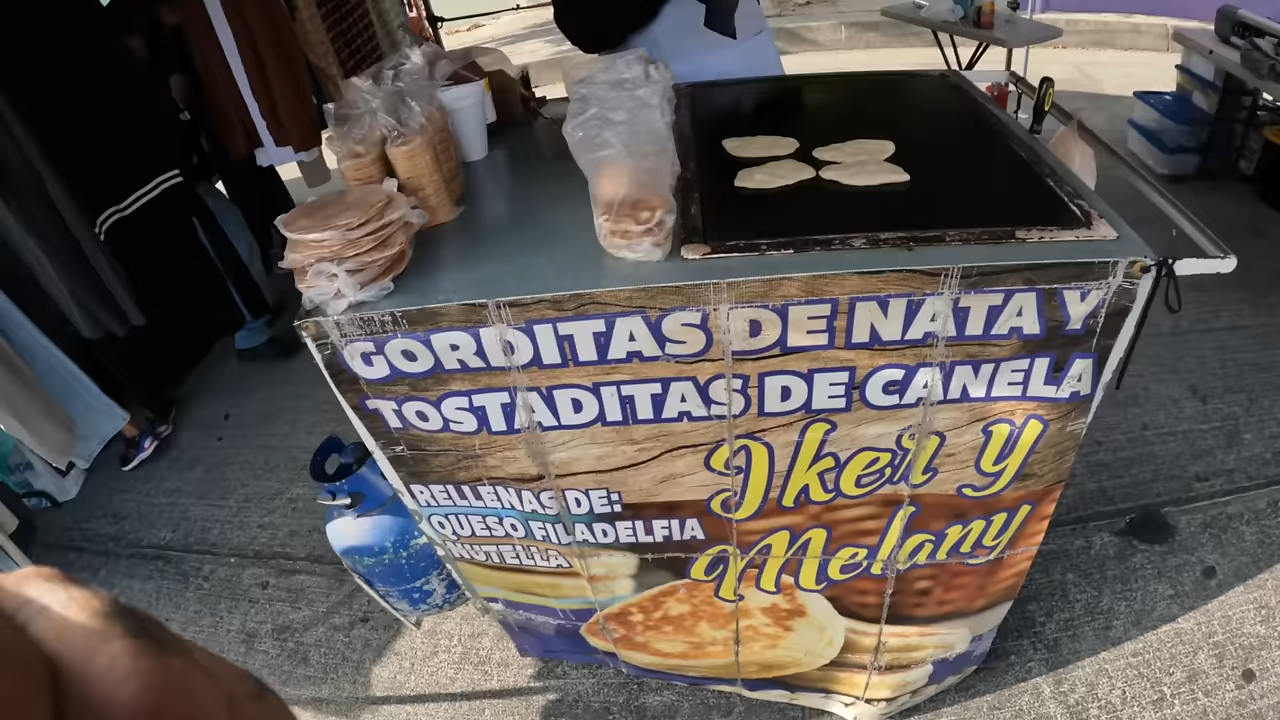 GORDITAS DE NATA Y
TOSTADITAS DE CANELA
Iker y
Melany
RELLENAS DE:
QUESO FILADELFIA
NUTELLA